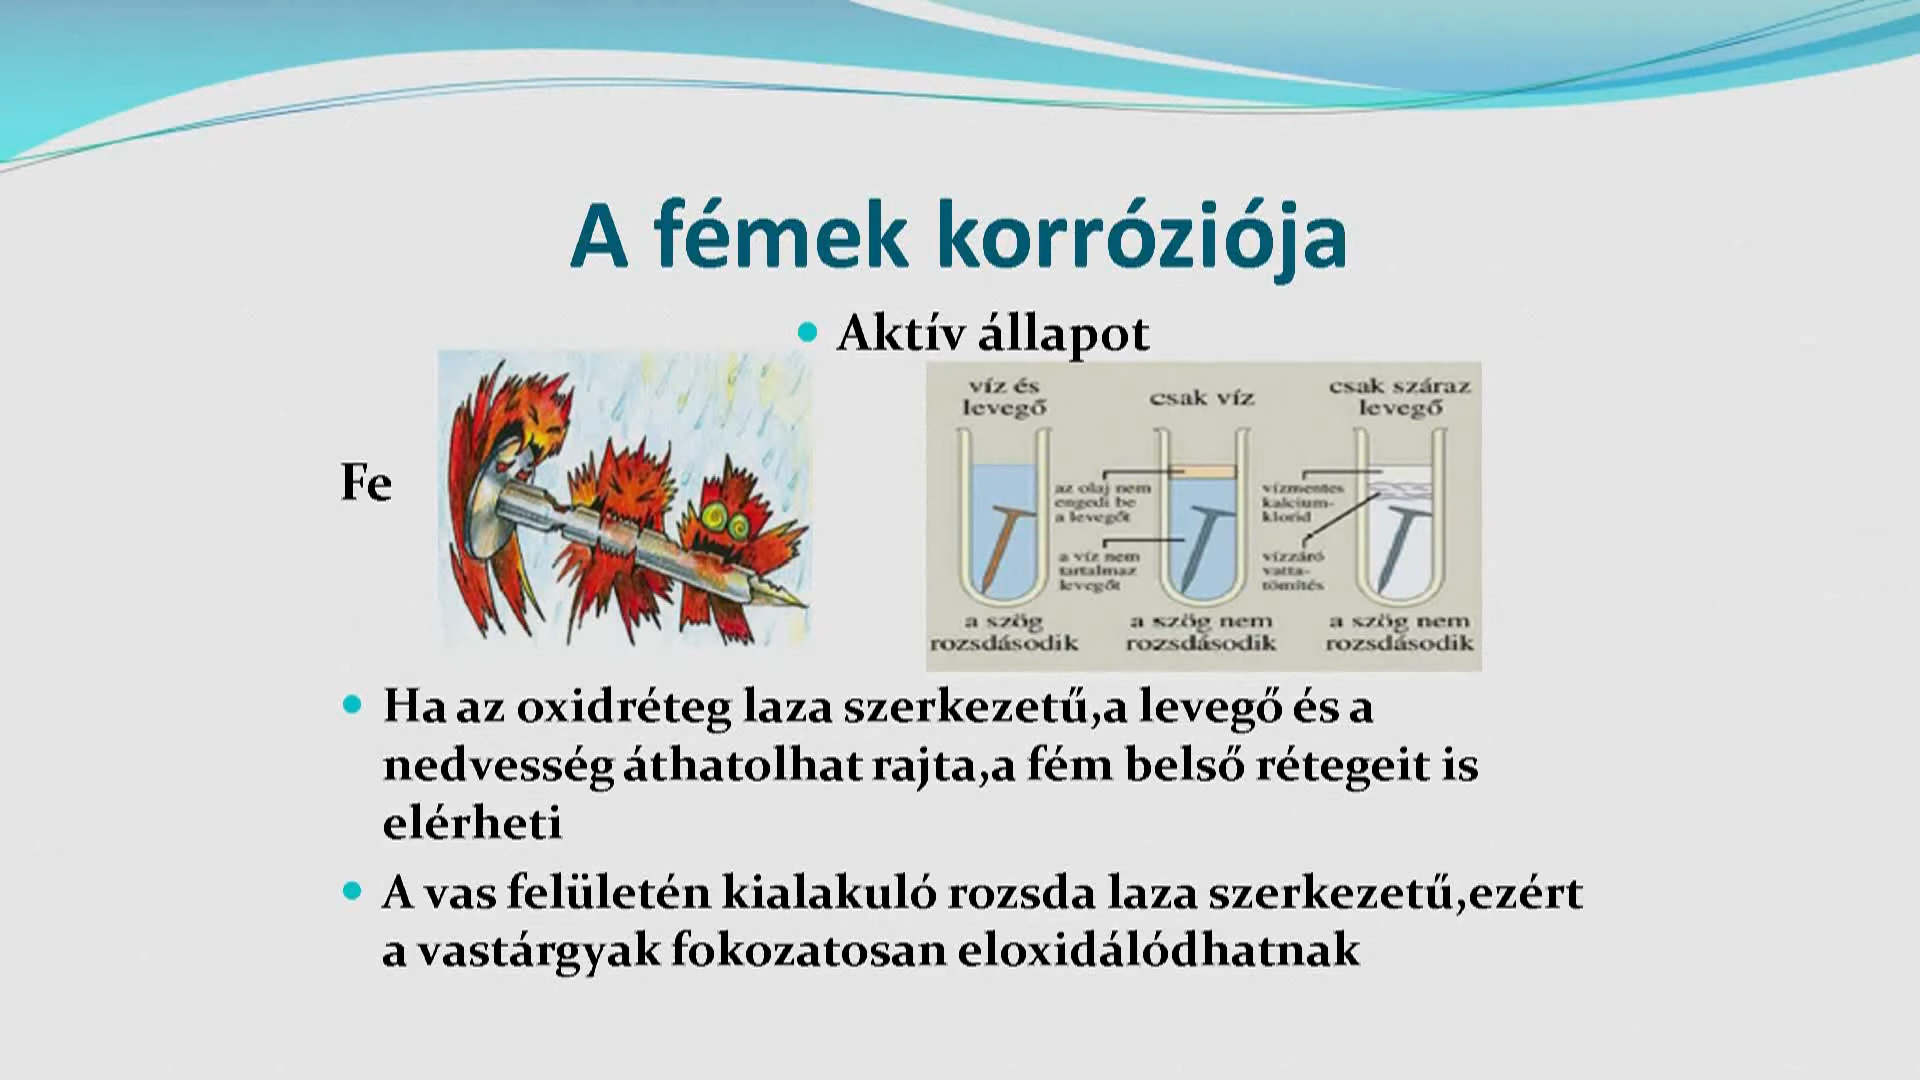 A fémek korróziója
Aktív állapot
Fe
víz és
levegő
csak víz
csak száraz
levegő
az olaj nem
engedi be
a levegőt
a víz nem
tartalmaz
levegőt
vízmentes
kalcium-
klorid
vízzáró
vatta-
tömítés
a szög
rozsdásodik
a szög nem
rozsdásodik
a szög nem
rozsdásodik
Ha az oxidréteg laza szerkezetű,a levegő és a
nedvesség áthatolhat rajta,a fém belső rétegeit is
elérheti
A vas felületén kialakuló rozsda laza szerkezetű,ezért
a vastárgyak fokozatosan eloxidálódhatnak